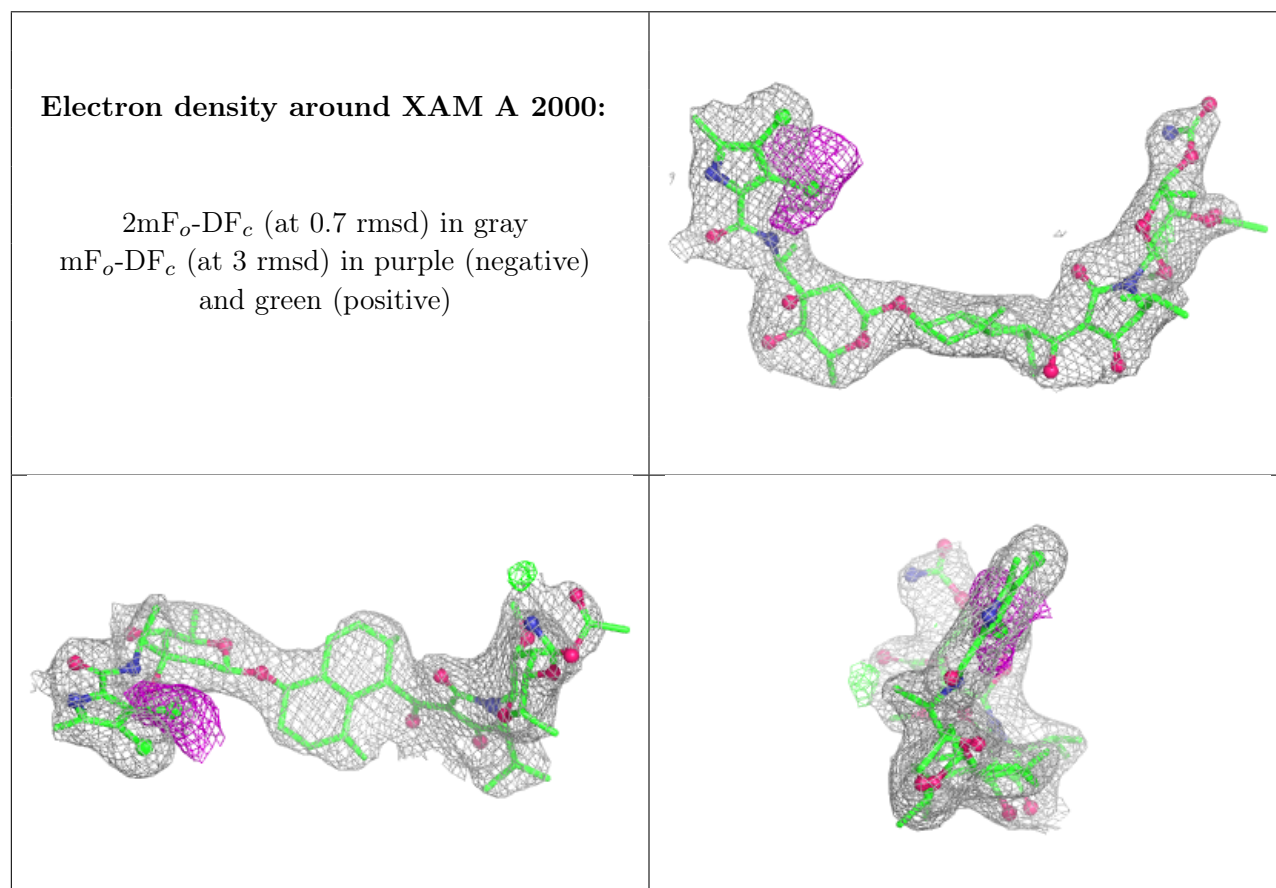 Electron density around XAM A 2000:
2mFo-DFc (at 0.7 rmsd) in gray
mFo-DFc (at 3 rmsd) in purple (negative)
and green (positive)